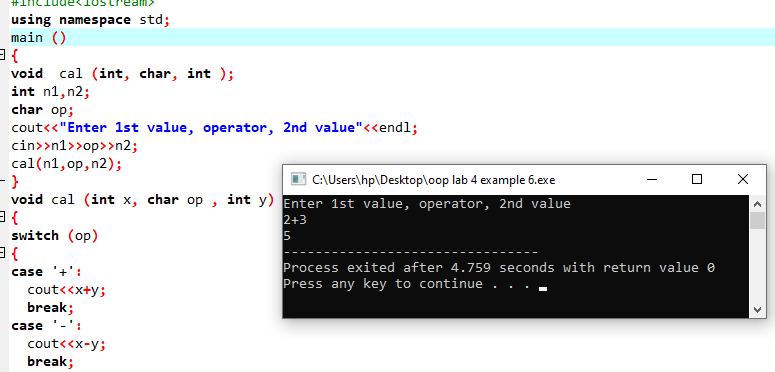 #include<iostream>
using namespace std;
main ()
{
void  cal (int, char, int );
int n1,n2;
char op;
cout<<"Enter 1st value, operator, 2nd value"<<endl;
cin>>n1>>op>>n2;
cal(n1,op,n2);
}
void cal (int x, char op , int y)
{
switch (op)
{
case '+':
  cout<<x+y;
  break;
case '-':
  cout<<x-y;
  break;
C:\Users\hp\Desktop\oop lab 4 example 6.exe
Enter 1st value, operator, 2nd value
2+3
5
--------------------------------
Process exited after 4.759 seconds with return value 0
Press any key to continue . . .